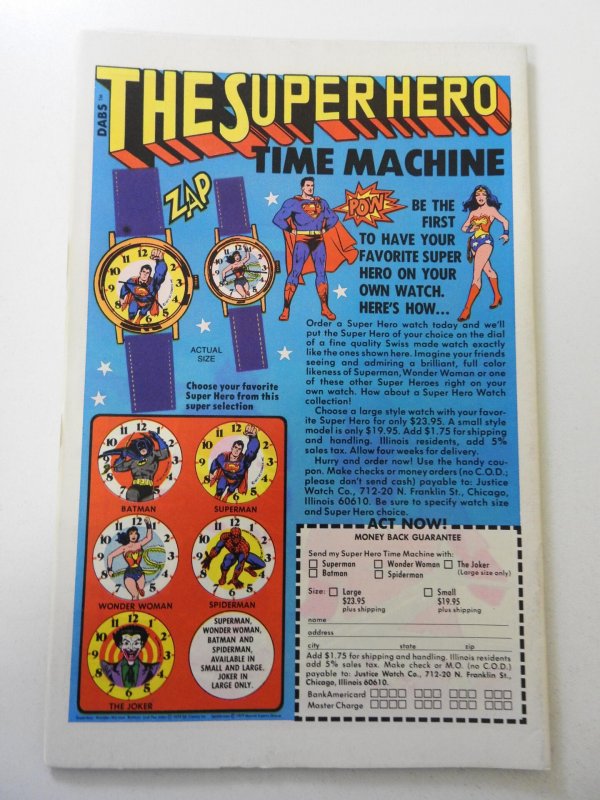 DABS™
THE SUPER HERO
TIME MACHINE
ZAP
POW
BE THE
FIRST
TO HAVE YOUR
FAVORITE SUPER
HERO ON YOUR
OWN WATCH.
HERE'S HOW...
ACTUAL
SIZE
Choose your favorite
Super Hero from this
super selection
Order a Super Hero watch today and we'll
put the Super Hero of your choice on the dial
of a fine quality Swiss made watch exactly
like the ones shown here. Imagine your friends
seeing and admiring a brilliant, full color
likeness of Superman, Wonder Woman or one
of these other Super Heroes right on your
own watch. How about a Super Hero Watch
collection!
Choose a large style watch with your favor-
ite Super Hero for only $23.95. A small style
model is only $19.95. Add $1.75 for shipping
and handling. Illinois residents, add 5%
sales tax. Allow four weeks for delivery.
Hurry and order now! Use the handy cou-
pon. Make checks or money orders (no C.O.D.;
please don't send cash) payable to: Justice
Watch Co., 712-20 N. Franklin St., Chicago,
Illinois 60610. Be sure to specify watch size
and Super Hero choice.
BATMAN
SUPERMAN
WONDER WOMAN
SPIDERMAN
THE JOKER
SUPERMAN,
WONDER WOMAN,
BATMAN AND
SPIDERMAN,
AVAILABLE IN
SMALL AND LARGE.
JOKER IN
LARGE ONLY.
ACT NOW!
MONEY BACK GUARANTEE
Send my Super Hero Time Machine with:
Superman Wonder Woman The Joker
Batman Spiderman (Large size only)
Size: Large Small
$23.95 $19.95
plus shipping plus shipping
name
address
city state zip
Add $1.75 for shipping and handling. Illinois residents
add 5% sales tax. Make check or M.O. (no C.O.D.)
payable to: Justice Watch Co., 712-20 N. Franklin St.,
Chicago, Illinois 60610.
BankAmericard
Master Charge